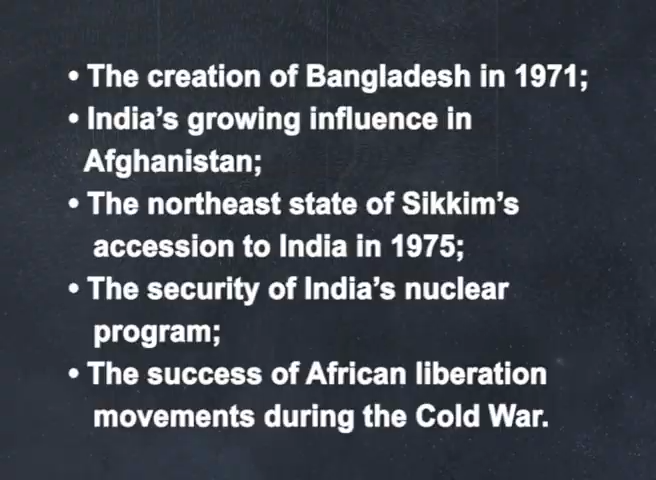 • The creation of Bangladesh in 1971;
• India’s growing influence in
Afghanistan;
• The northeast state of Sikkim’s
accession to India in 1975;
• The security of India’s nuclear
program;
• The success of African liberation
movements during the Cold War.